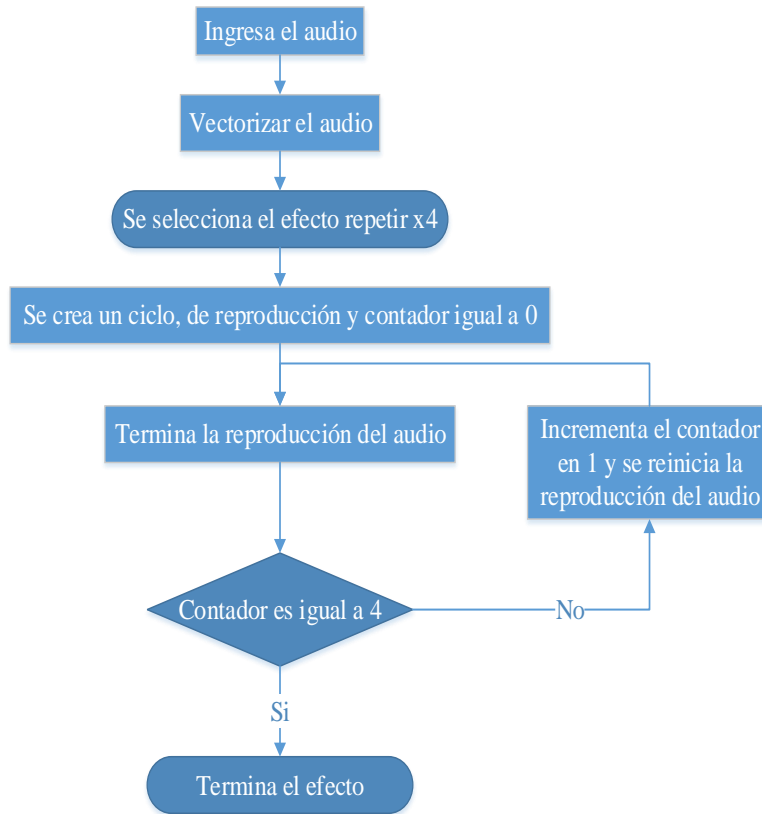 Ingresa el audio
Vectorizar el audio
Se selecciona el efecto repetir x4
Se crea un ciclo, de reproducción y contador igual a 0
Termina la reproducción del audio
Incrementa el contador
en 1 y se reinicia la
reproducción del audio
Contador es igual a 4
No
Si
Termina el efecto